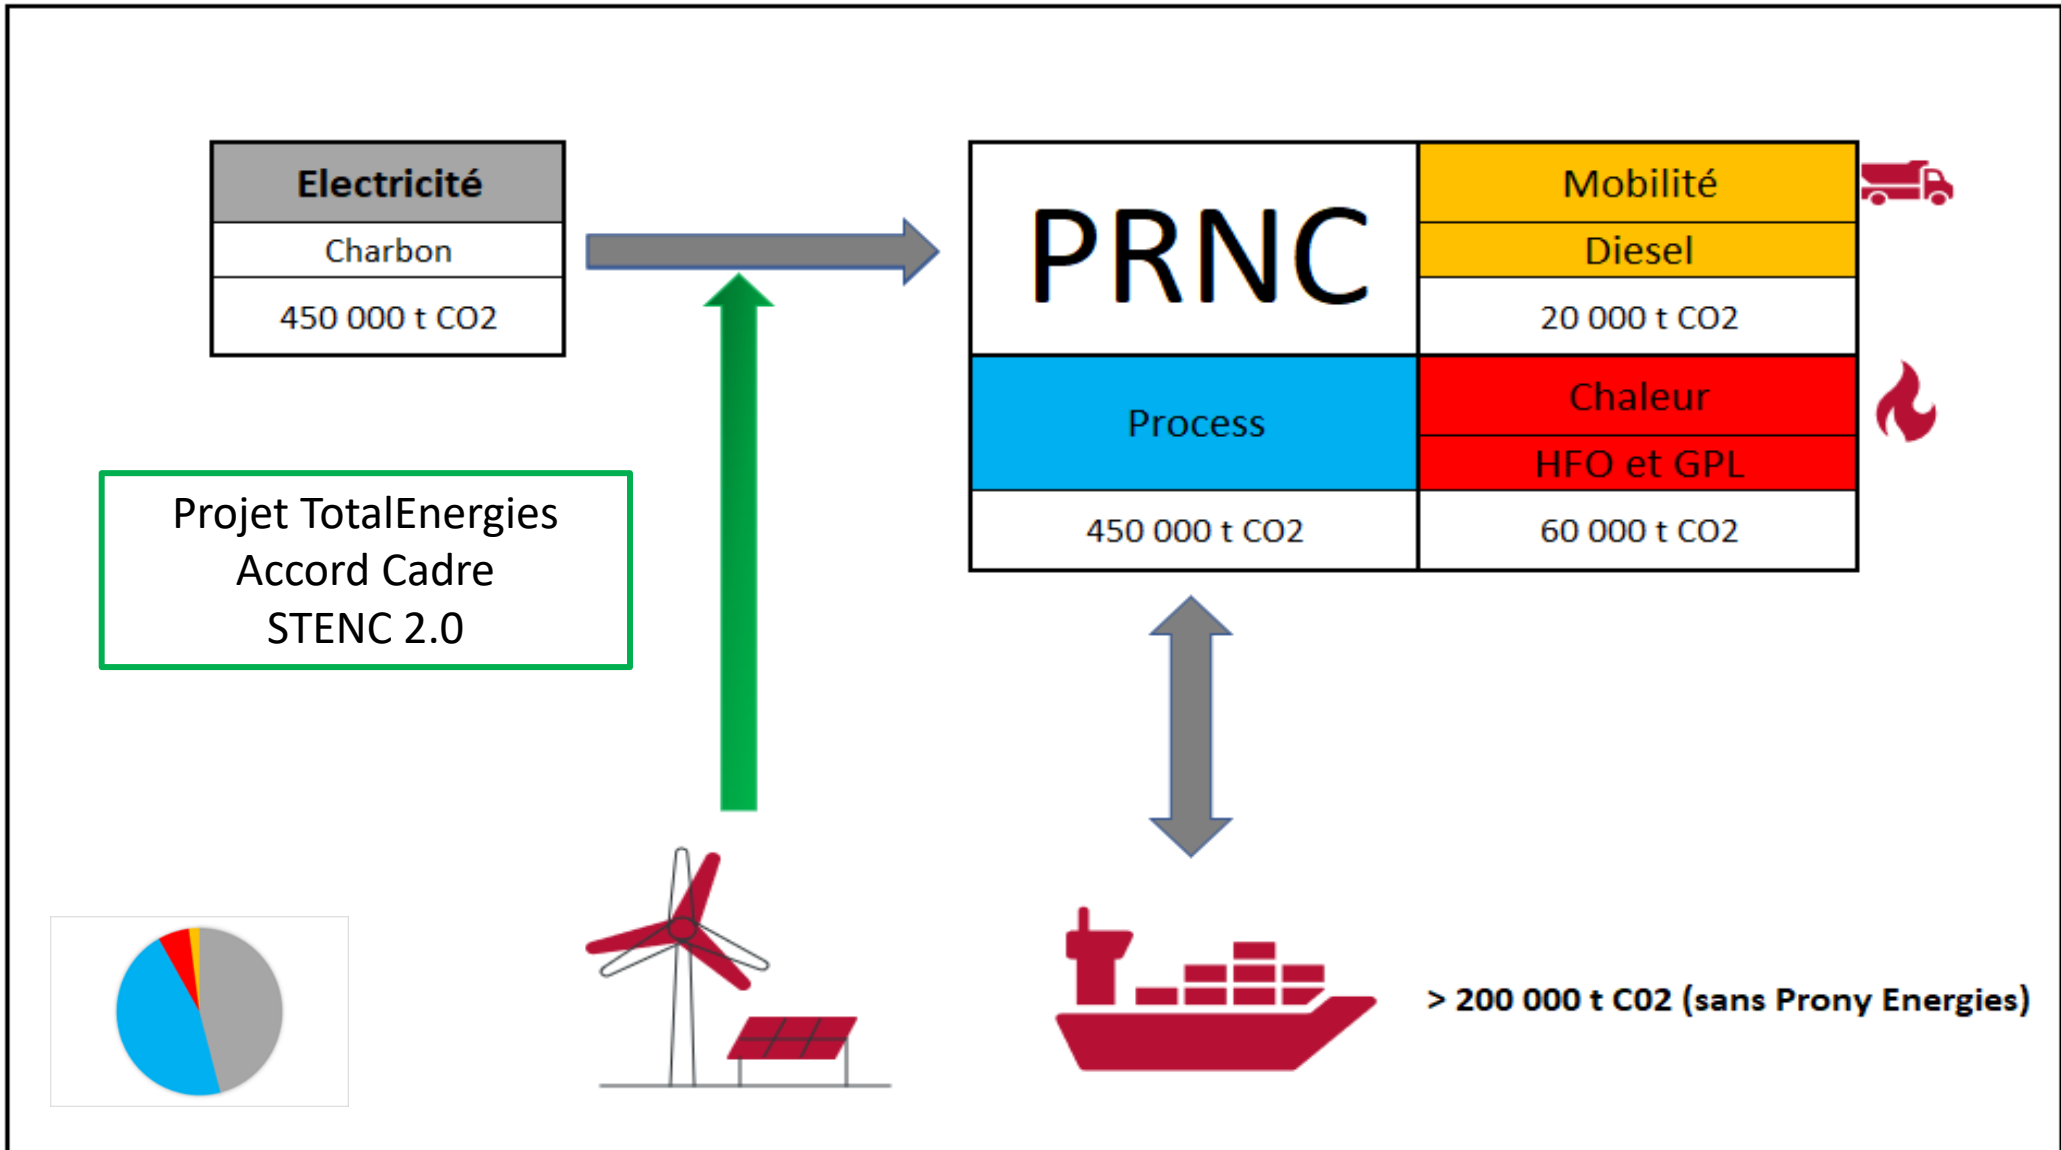 Electricité
Charbon
450 000 t CO2
PRNC
Mobilité
Diesel
20 000 t CO2
Process
450 000 t CO2
Chaleur
HFO et GPL
60 000 t CO2
Projet TotalEnergies
Accord Cadre
STENC 2.0
> 200 000 t C02 (sans Prony Energies)